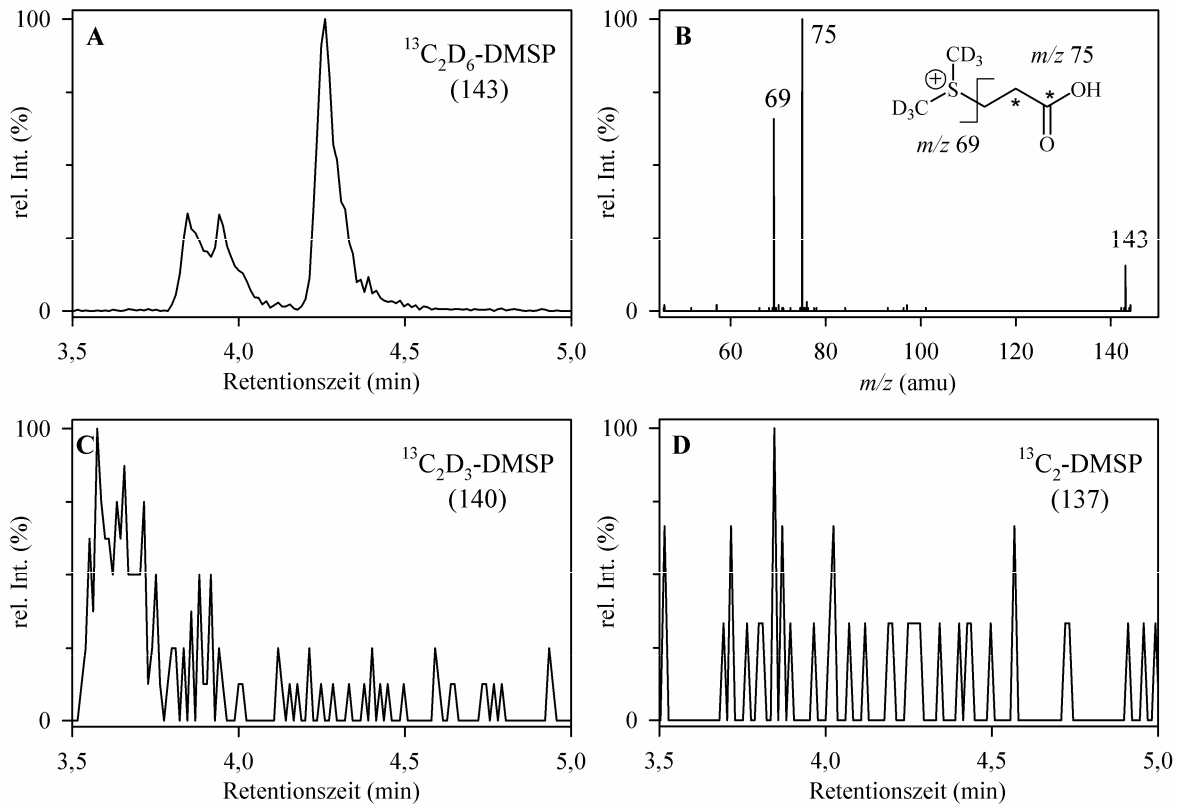 A
¹³C₂D₆-DMSP
(143)
100
0
rel. Int. (%)
3,5 4,0 4,5 5,0
Retentionszeit (min)
B
100
0
rel. Int. (%)
75
69
143
CD₃
m/z 75
+
S
OH
D₃C
*
*
O
m/z 69
60 80 100 120 140
m/z (amu)
C
¹³C₂D₃-DMSP
(140)
100
0
rel. Int. (%)
3,5 4,0 4,5 5,0
Retentionszeit (min)
D
¹³C₂-DMSP
(137)
100
0
rel. Int. (%)
3,5 4,0 4,5 5,0
Retentionszeit (min)